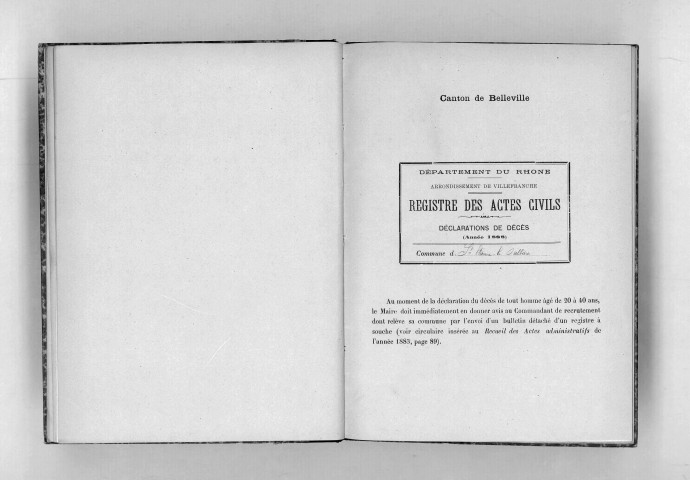 Canton de Belleville
DÉPARTEMENT DU RHONE
ARRONDISSEMENT DE VILLEFRANCHE
REGISTRE DES ACTES CIVILS
DÉCLARATIONS DE DÉCÈS
(Année 1896)
Commune d
Au moment de la déclaration du décès de tout homme âgé de 20 à 40 ans,
le Maire doit immédiatement en donner avis au Commandant de recrutement
dont relève sa commune par l'envoi d'un bulletin détaché d'un registre à
souche (voir circulaire insérée au Recueil des Actes administratifs de
l'année 1883, page 89).